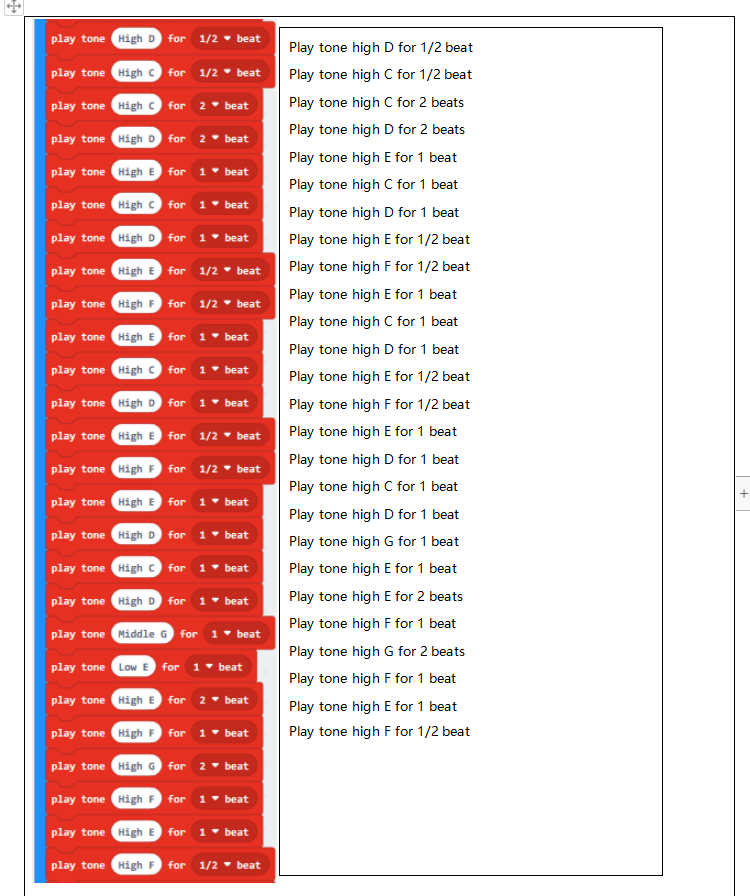 play tone High D for 1/2 beat
play tone High C for 1/2 beat
play tone High C for 2 beat
play tone High D for 2 beat
play tone High E for 1 beat
play tone High C for 1 beat
play tone High D for 1 beat
play tone High E for 1/2 beat
play tone High F for 1/2 beat
play tone High E for 1 beat
play tone High C for 1 beat
play tone High D for 1 beat
play tone High E for 1/2 beat
play tone High F for 1/2 beat
play tone High E for 1 beat
play tone High D for 1 beat
play tone High C for 1 beat
play tone High D for 1 beat
play tone Middle G for 1 beat
play tone Low E for 1 beat
play tone High E for 2 beat
play tone High F for 1 beat
play tone High G for 2 beat
play tone High F for 1 beat
play tone High E for 1 beat
play tone High F for 1/2 beat
Play tone high D for 1/2 beat
Play tone high C for 1/2 beat
Play tone high C for 2 beats
Play tone high D for 2 beats
Play tone high E for 1 beat
Play tone high C for 1 beat
Play tone high D for 1 beat
Play tone high E for 1/2 beat
Play tone high F for 1/2 beat
Play tone high E for 1 beat
Play tone high C for 1 beat
Play tone high D for 1 beat
Play tone high E for 1/2 beat
Play tone high F for 1/2 beat
Play tone high E for 1 beat
Play tone high D for 1 beat
Play tone high C for 1 beat
Play tone high D for 1 beat
Play tone high G for 1 beat
Play tone high E for 1 beat
Play tone high E for 2 beats
Play tone high F for 1 beat
Play tone high G for 2 beats
Play tone high F for 1 beat
Play tone high E for 1 beat
Play tone high F for 1/2 beat